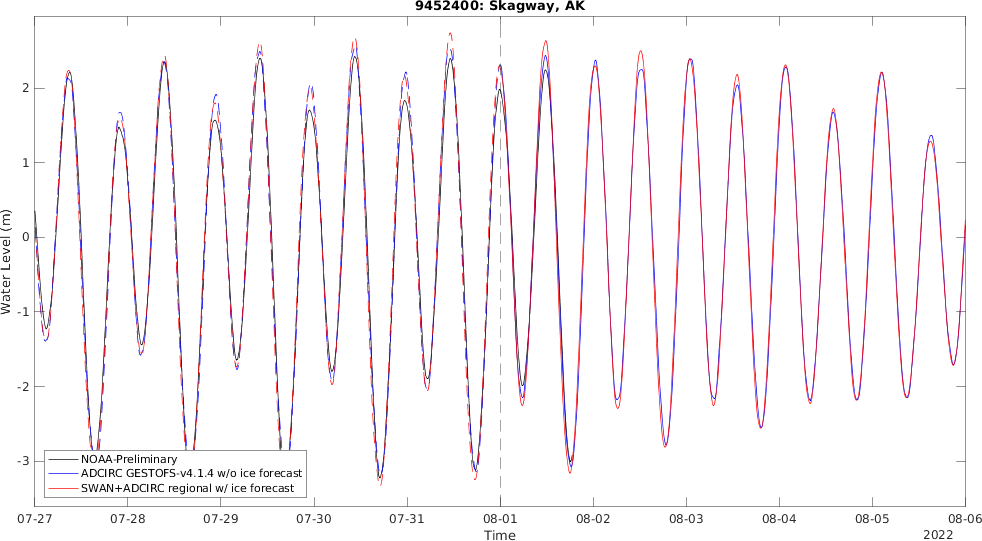 9452400: Skagway, AK
Water Level (m)
2
1
0
-1
-2
-3
NOAA-Preliminary
ADCIRC GESTOFS-v4.1.4 w/o ice forecast
SWAN+ADCIRC regional w/ ice forecast
07-27 07-28 07-29 07-30 07-31 08-01 08-02 08-03 08-04 08-05 08-06
Time
2022